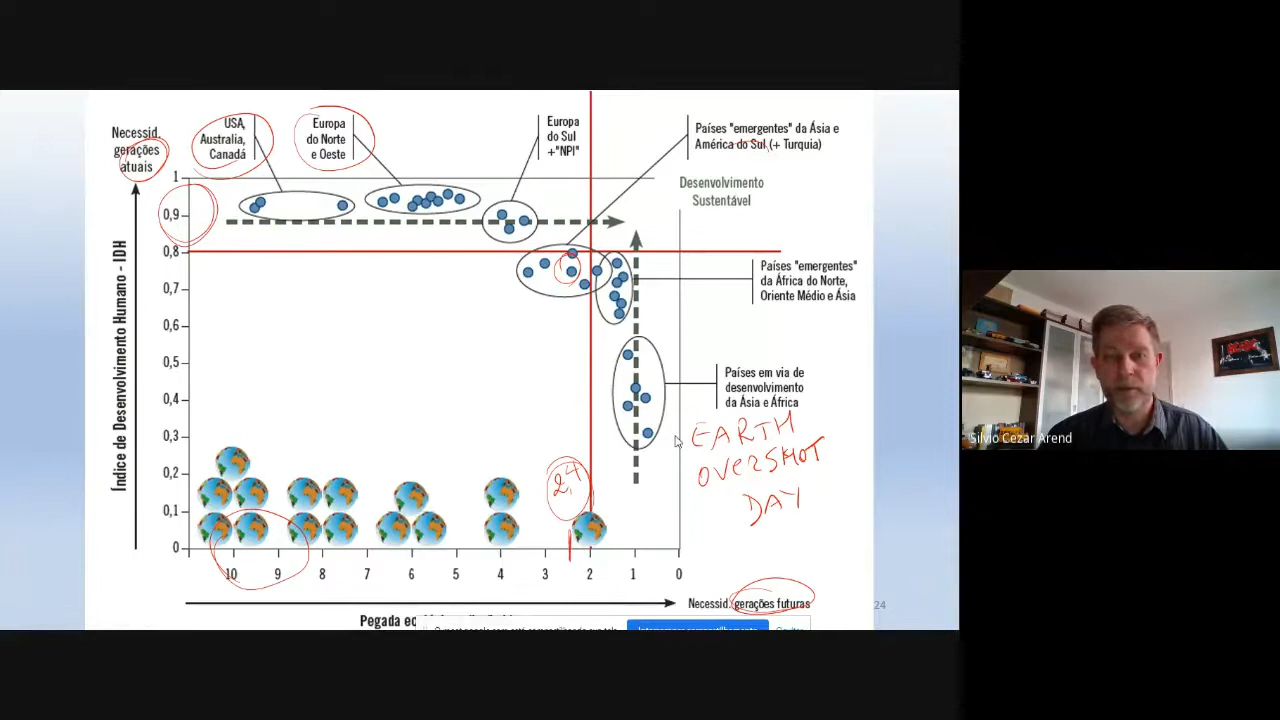 Necessid.
gerações
atuais
USA,
Australia,
Canadá
Europa
do Norte
e Oeste
Europa
do Sul
+"NPI"
Países "emergentes" da Ásia e
América do Sul (+ Turquia)
Desenvolvimento
Sustentável
Países "emergentes"
da África do Norte,
Oriente Médio e Ásia
Países em via de
desenvolvimento
da Ásia e África
EARTH
OVERSHOT
DAY
2,4
Índice de Desenvolvimento Humano - IDH
1
0,9
0,8
0,7
0,6
0,5
0,4
0,3
0,2
0,1
0
10 9 8 7 6 5 4 3 2 1 0
Necessid. gerações futuras
24
Pegada
Silvio Cezar Arend